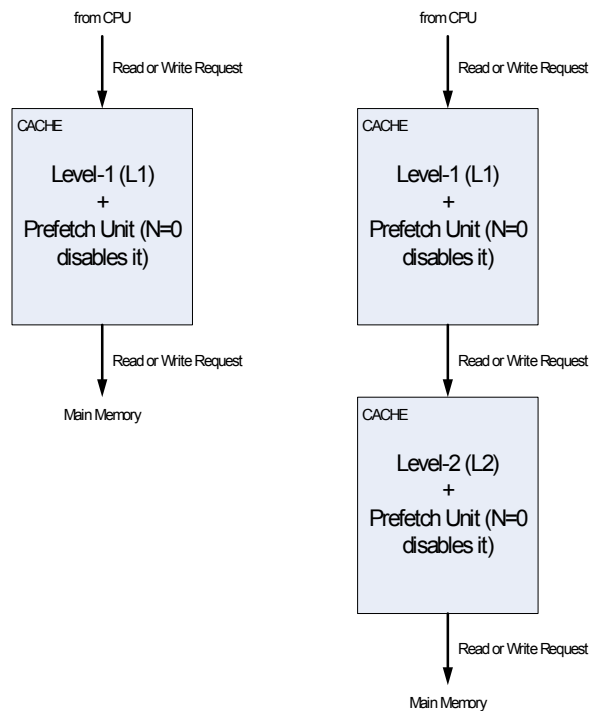 from CPU
Read or Write Request
CACHE
Level-1 (L1)
+
Prefetch Unit (N=0
disables it)
Read or Write Request
Main Memory
from CPU
Read or Write Request
CACHE
Level-1 (L1)
+
Prefetch Unit (N=0
disables it)
Read or Write Request
CACHE
Level-2 (L2)
+
Prefetch Unit (N=0
disables it)
Read or Write Request
Main Memory